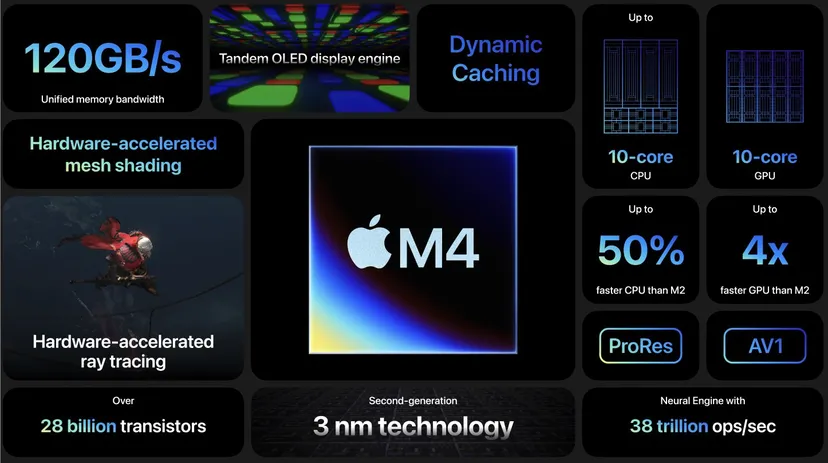 120GB/s
Unified memory bandwidth
Tandem OLED display engine
Dynamic
Caching
Up to
10-core
CPU
10-core
GPU
Hardware-accelerated
mesh shading
M4
Hardware-accelerated
ray tracing
Up to
50%
faster CPU than M2
Up to
4x
faster GPU than M2
ProRes
AV1
Over
28 billion transistors
Second-generation
3 nm technology
Neural Engine with
38 trillion ops/sec